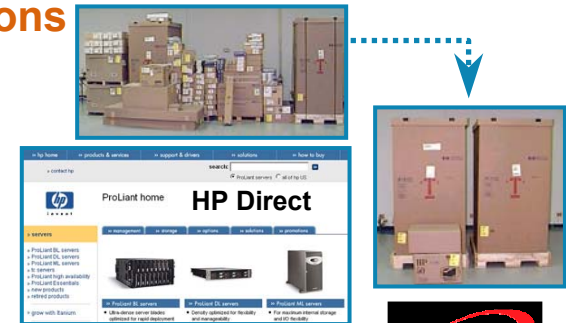 ons
» hp home » products & services » support & drivers » solutions » how to buy
» contact hp
search:
ProLiant servers all of hp US
hp
invent
ProLiant home
HP Direct
» servers
» management » storage » options » solutions » promotions
» ProLiant BL servers
» ProLiant DL servers
» ProLiant ML servers
» tc servers
» ProLiant high availability
» ProLiant Essentials
» new products
» retired products
» grow with Itanium
» ProLiant BL servers » ProLiant DL servers » ProLiant ML servers
• Ultra-dense server blades optimized for rapid deployment
• Density optimized for flexibility and manageability
• For maximum internal storage and I/O flexibility